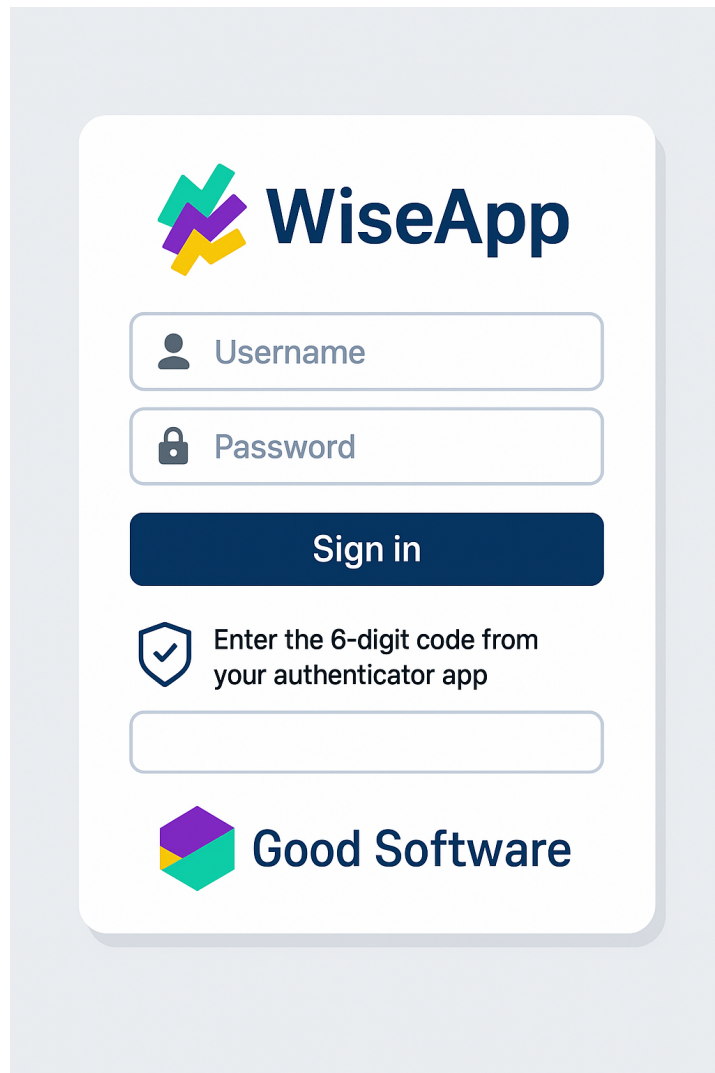 WiseApp
Username
Password
Sign in
Enter the 6-digit code from
your authenticator app
Good Software